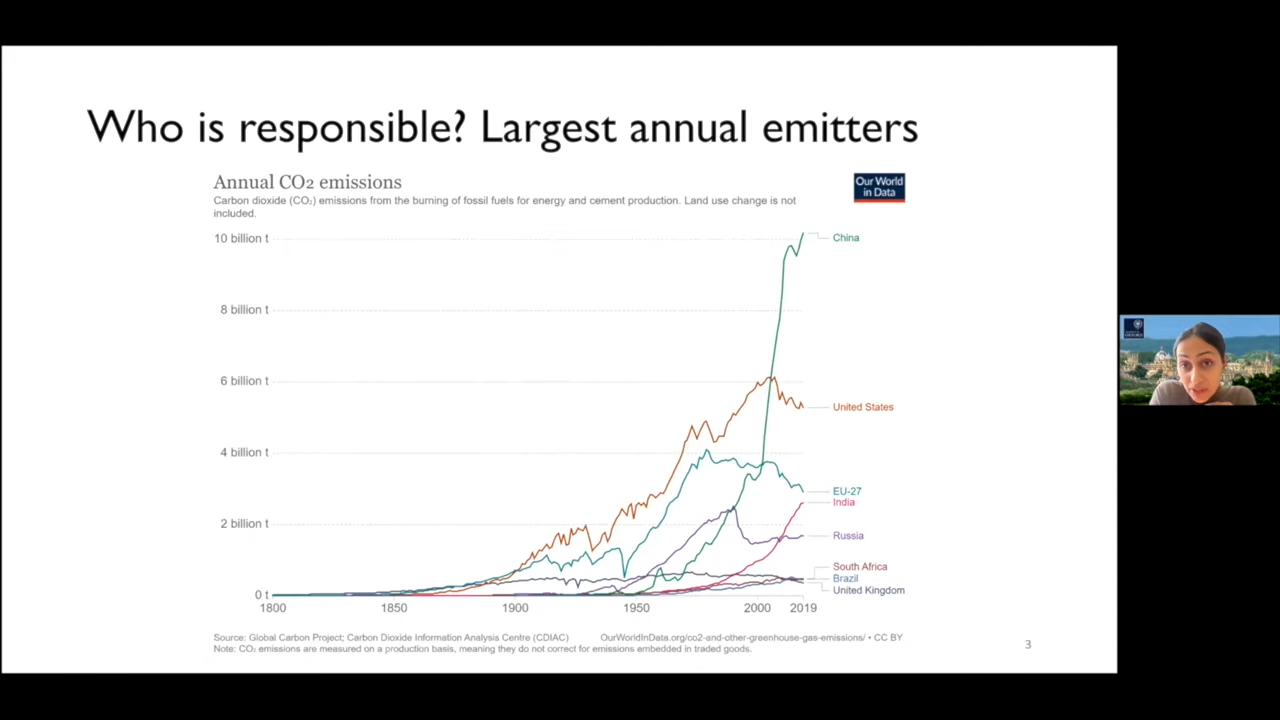 Who is responsible? Largest annual emitters
Annual CO2 emissions
Our World
in Data
Carbon dioxide (CO₂) emissions from the burning of fossil fuels for energy and cement production. Land use change is not
included.
10 billion t
8 billion t
6 billion t
4 billion t
2 billion t
0 t
China
United States
EU-27
India
Russia
South Africa
Brazil
United Kingdom
1800
1850
1900
1950
2000
2019
Source: Global Carbon Project; Carbon Dioxide Information Analysis Centre (CDIAC)
OurWorldInData.org/co2-and-other-greenhouse-gas-emissions/ • CC BY
Note: CO₂ emissions are measured on a production basis, meaning they do not correct for emissions embedded in traded goods.
3
OXFORD